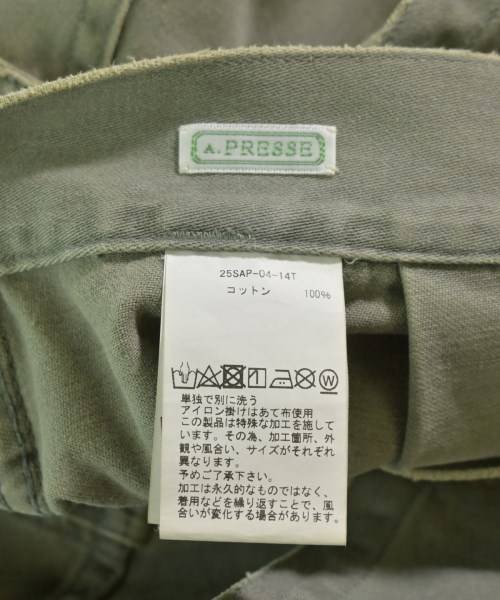 A.PRESSE
25SAP-04-14T
コットン 100%
W
単独で別に洗う
アイロン掛けはあて布使用
この製品は特殊な加工を施して
います。その為、加工箇所、外
観や風合い、サイズがそれぞれ
異なります。
予めご了承下さい。
加工は永久的なものではなく、
着用などを繰り返すことで、風
合いが変化する場合があります。